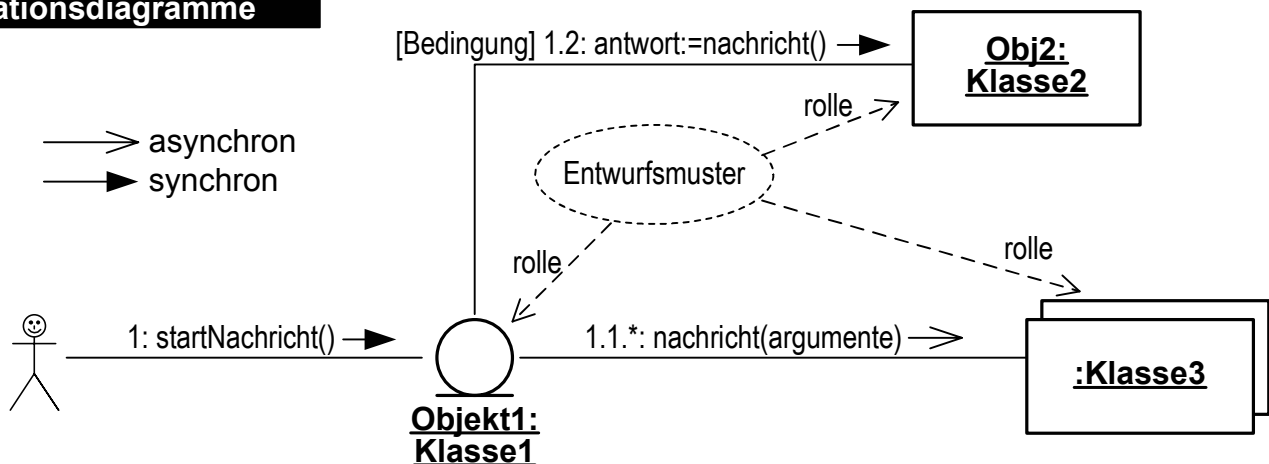 ationsdiagramme
[Bedingung] 1.2: antwort:=nachricht()
Obj2:
Klasse2
rolle
asynchron
synchron
Entwurfsmuster
rolle
rolle
1: startNachricht()
1.1.*: nachricht(argumente)
:Klasse3
Objekt1:
Klasse1